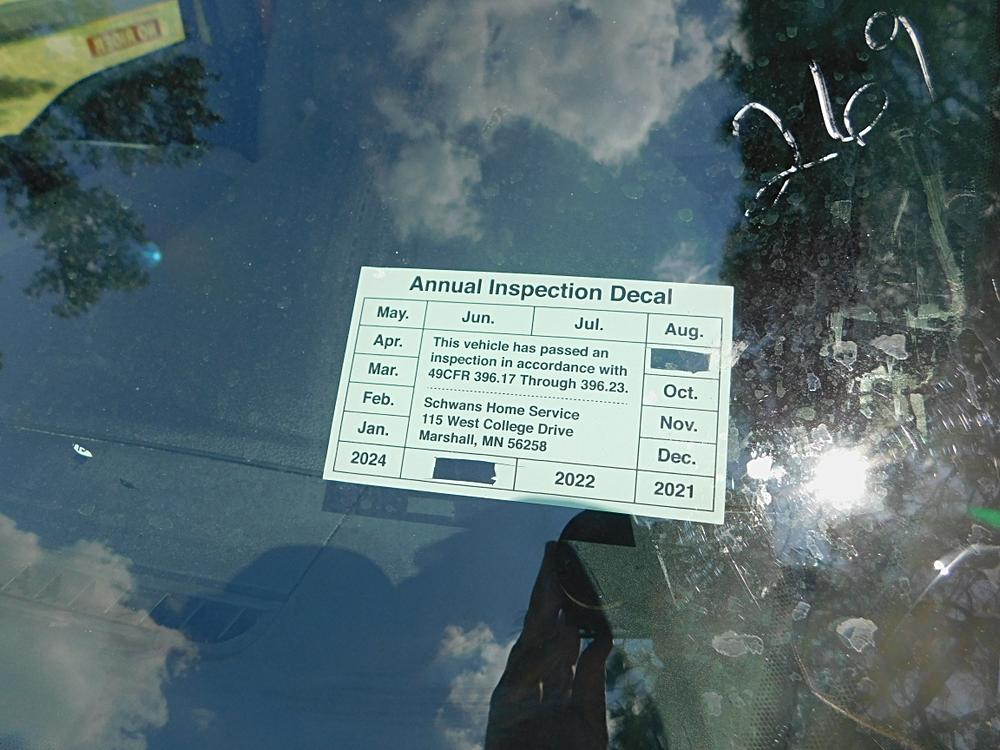 269
Annual Inspection Decal
May. Jun. Jul. Aug.
Apr.
Mar.
Feb.
Jan.
This vehicle has passed an
inspection in accordance with
49CFR 396.17 Through 396.23.
Schwans Home Service
115 West College Drive
Marshall, MN 56258
Oct.
Nov.
Dec.
2024 2022 2021